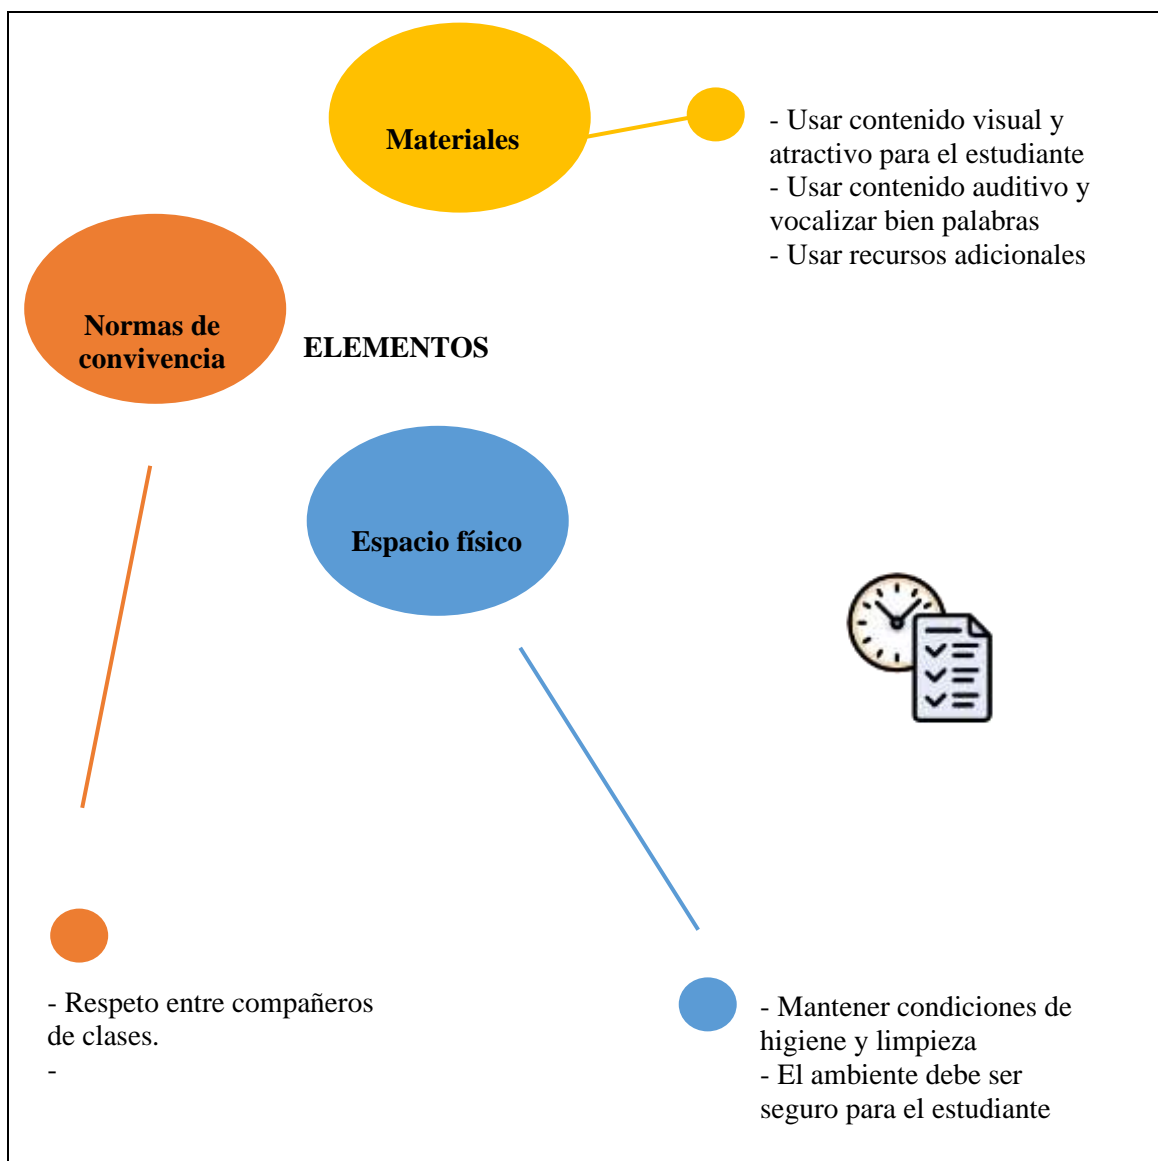 Materiales
- Usar contenido visual y
atractivo para el estudiante
- Usar contenido auditivo y
vocalizar bien palabras
- Usar recursos adicionales
Normas de
convivencia
ELEMENTOS
Espacio físico
- Respeto entre compañeros
de clases.
-
- Mantener condiciones de
higiene y limpieza
- El ambiente debe ser
seguro para el estudiante